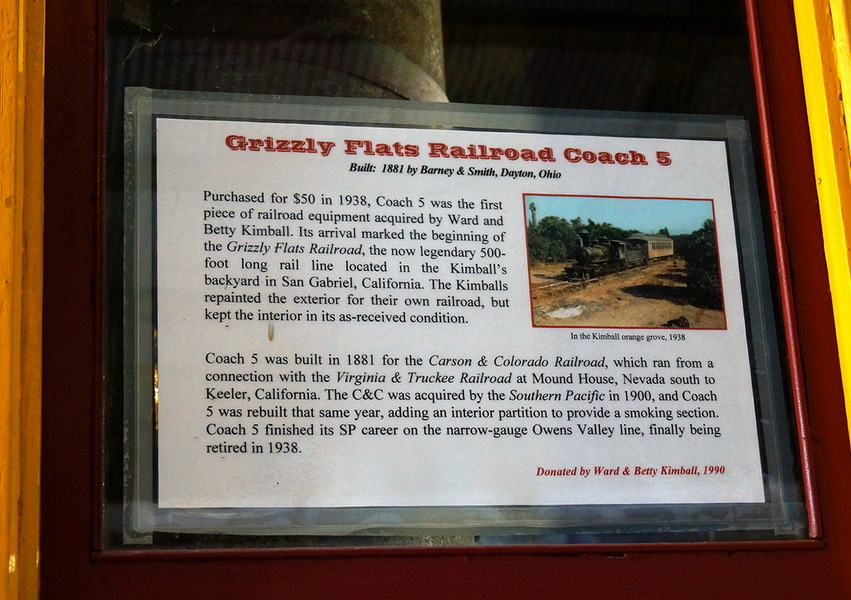 Grizzly Flats Railroad Coach 5
Built: 1881 by Barney & Smith, Dayton, Ohio
Purchased for $50 in 1938, Coach 5 was the first
piece of railroad equipment acquired by Ward and
Betty Kimball. Its arrival marked the beginning of
the Grizzly Flats Railroad, the now legendary 500-
foot long rail line located in the Kimball's
backyard in San Gabriel, California. The Kimballs
repainted the exterior for their own railroad, but
kept the interior in its as-received condition.
In the Kimball orange grove, 1938
Coach 5 was built in 1881 for the Carson & Colorado Railroad, which ran from a
connection with the Virginia & Truckee Railroad at Mound House, Nevada south to
Keeler, California. The C&C was acquired by the Southern Pacific in 1900, and Coach
5 was rebuilt that same year, adding an interior partition to provide a smoking section.
Coach 5 finished its SP career on the narrow-gauge Owens Valley line, finally being
retired in 1938.
Donated by Ward & Betty Kimball, 1990